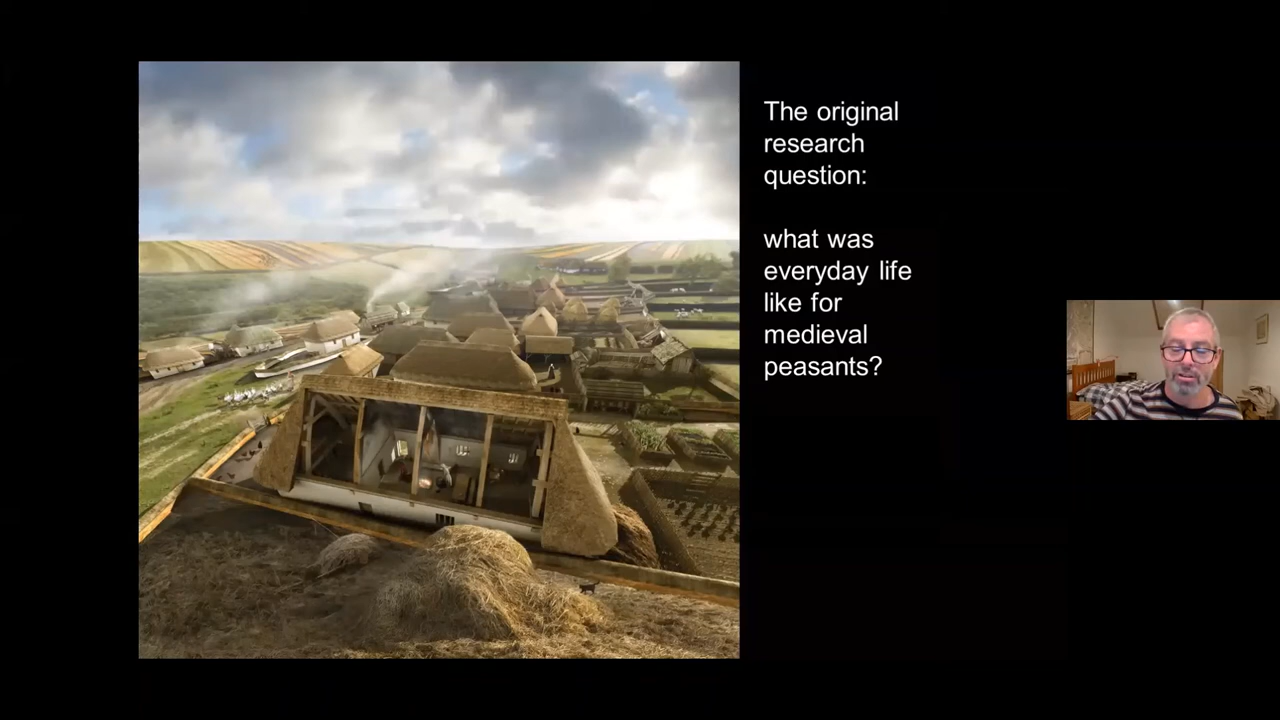 The original
research
question:
what was
everyday life
like for
medieval
peasants?